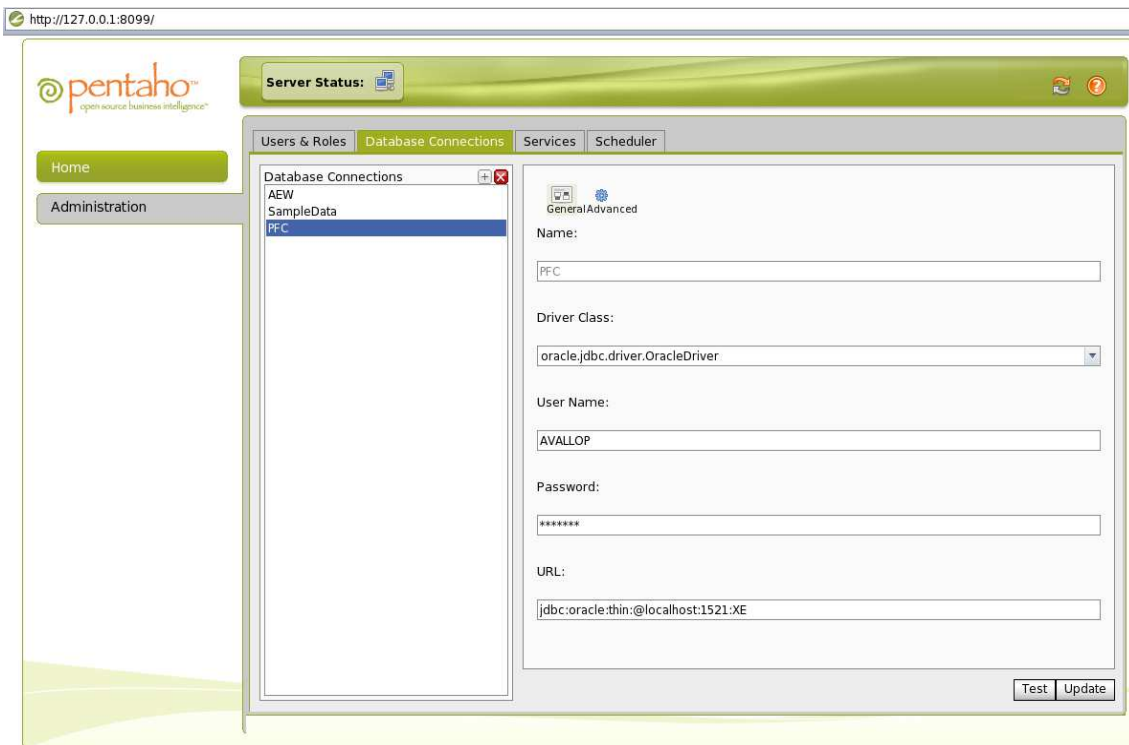 http://127.0.0.1:8099/
pentaho™
open source business intelligence™
Server Status:
Home
Administration
Users & Roles
Database Connections
Services
Scheduler
Database Connections
AEW
SampleData
PFC
General
Advanced
Name:
PFC
Driver Class:
oracle.jdbc.driver.OracleDriver
User Name:
AVALLOP
Password:
*******
URL:
jdbc:oracle:thin:@localhost:1521:XE
Test
Update